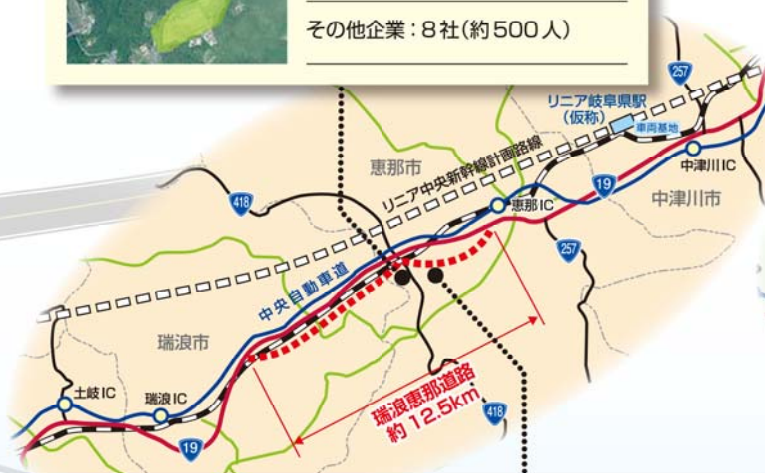 その他企業：8社(約500人)
257
リニア岐阜県駅
(仮称)
車両基地
中津川IC
恵那市
リニア中央新幹線計画路線
19
中津川市
418
恵那IC
257
中央自動車道
瑞浪市
土岐IC
瑞浪IC
瑞浪恵那道路
約12.5km
418
19